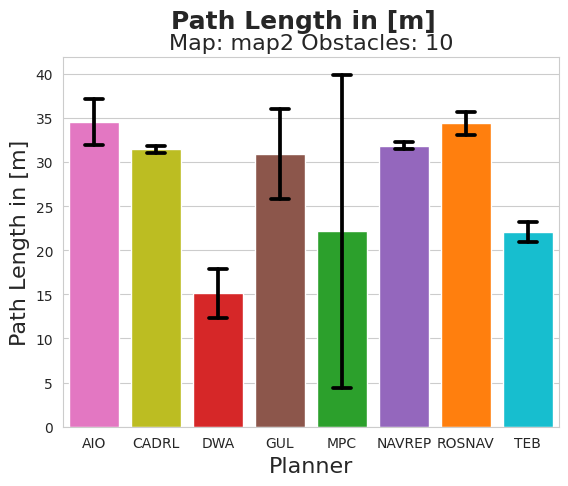 Path Length in [m]
Map: map2 Obstacles: 10
Path Length in [m]
40
35
30
25
20
15
10
5
0
AIO CADRL DWA GUL MPC NAVREP ROSNAV TEB
Planner